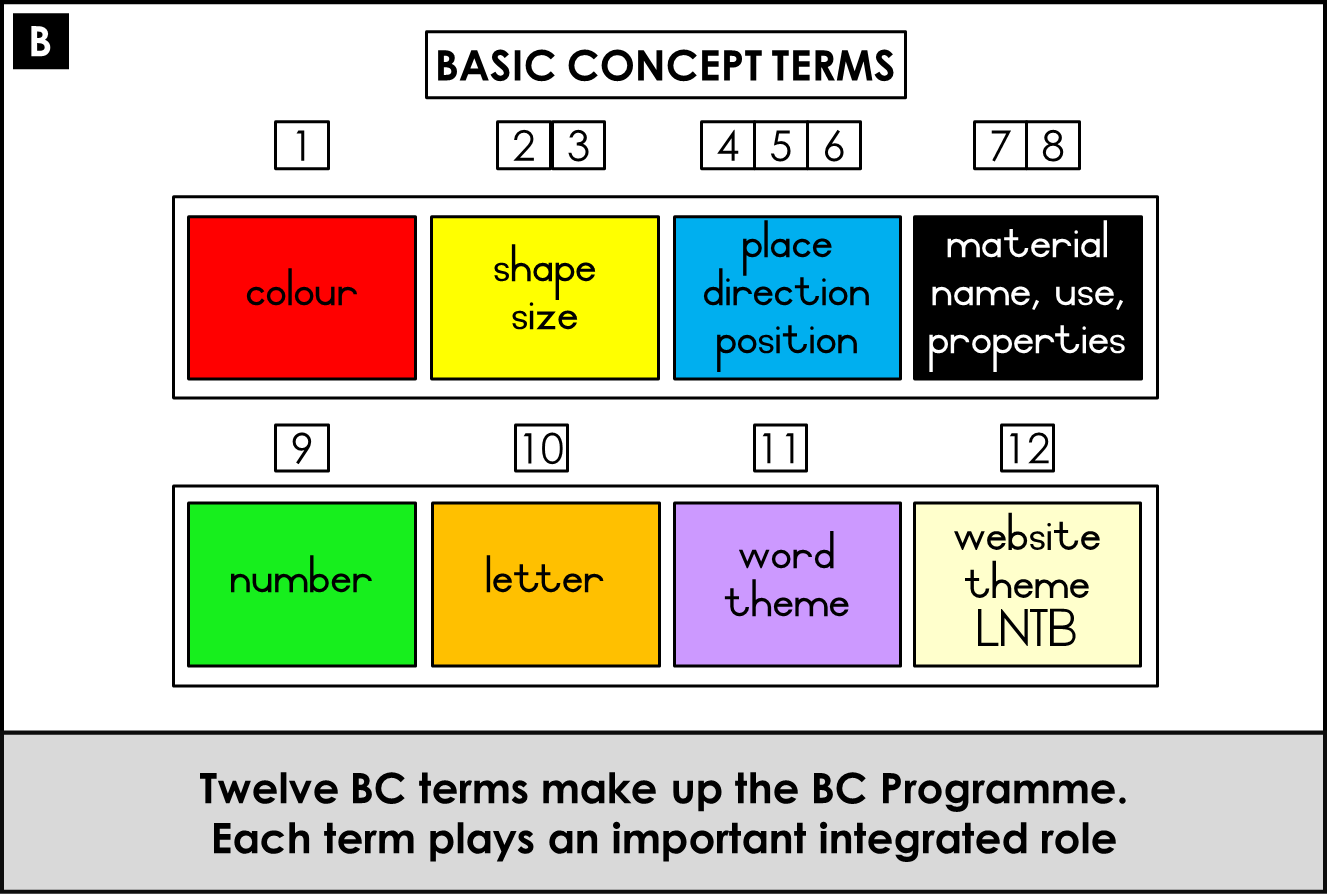 B
BASIC CONCEPT TERMS
1
2 3
4 5 6
7 8
colour
shape
size
place
direction
position
material
name, use,
properties
9
10
11
12
number
letter
word
theme
website
theme
LNTB
Twelve BC terms make up the BC Programme.
Each term plays an important integrated role